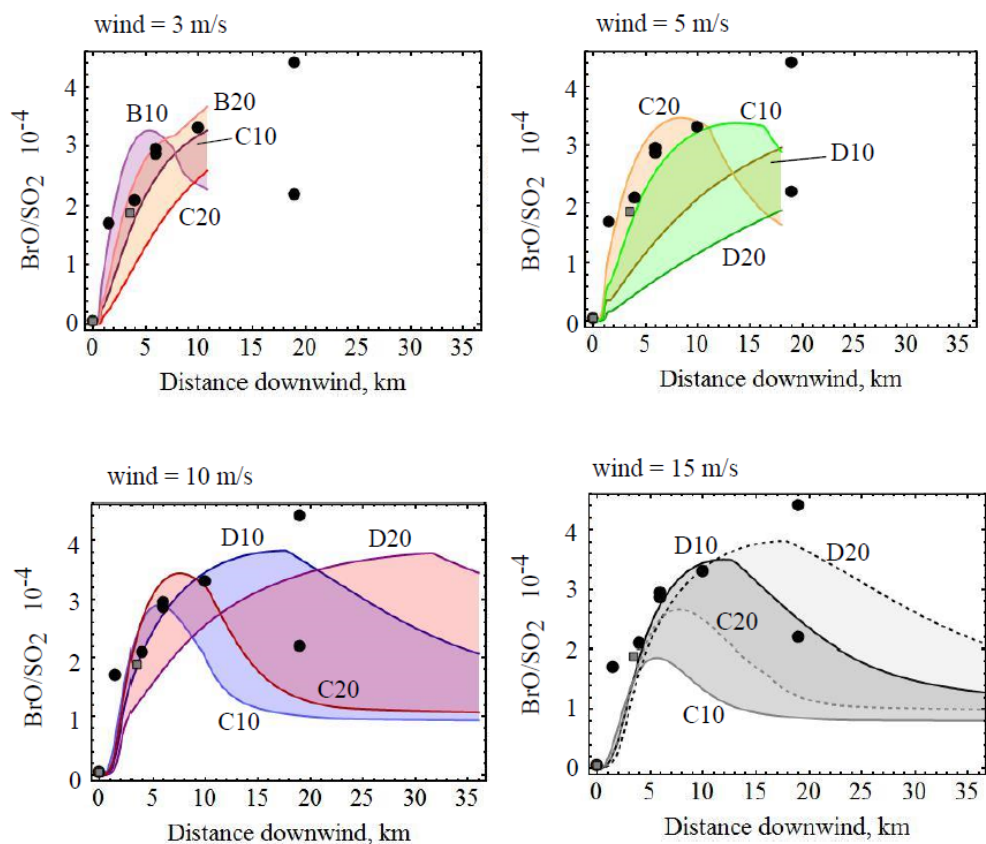 wind = 3 m/s
BrO/SO2 10-4
4
3
2
1
0
B10
B20
C10
C20
0 5 10 15 20 25 30 35
Distance downwind, km
wind = 5 m/s
BrO/SO2 10-4
4
3
2
1
0
C20
C10
D10
D20
0 5 10 15 20 25 30 35
Distance downwind, km
wind = 10 m/s
BrO/SO2 10-4
4
3
2
1
0
D10
D20
C20
C10
0 5 10 15 20 25 30 35
Distance downwind, km
wind = 15 m/s
BrO/SO2 10-4
4
3
2
1
0
D10
D20
C20
C10
0 5 10 15 20 25 30 35
Distance downwind, km